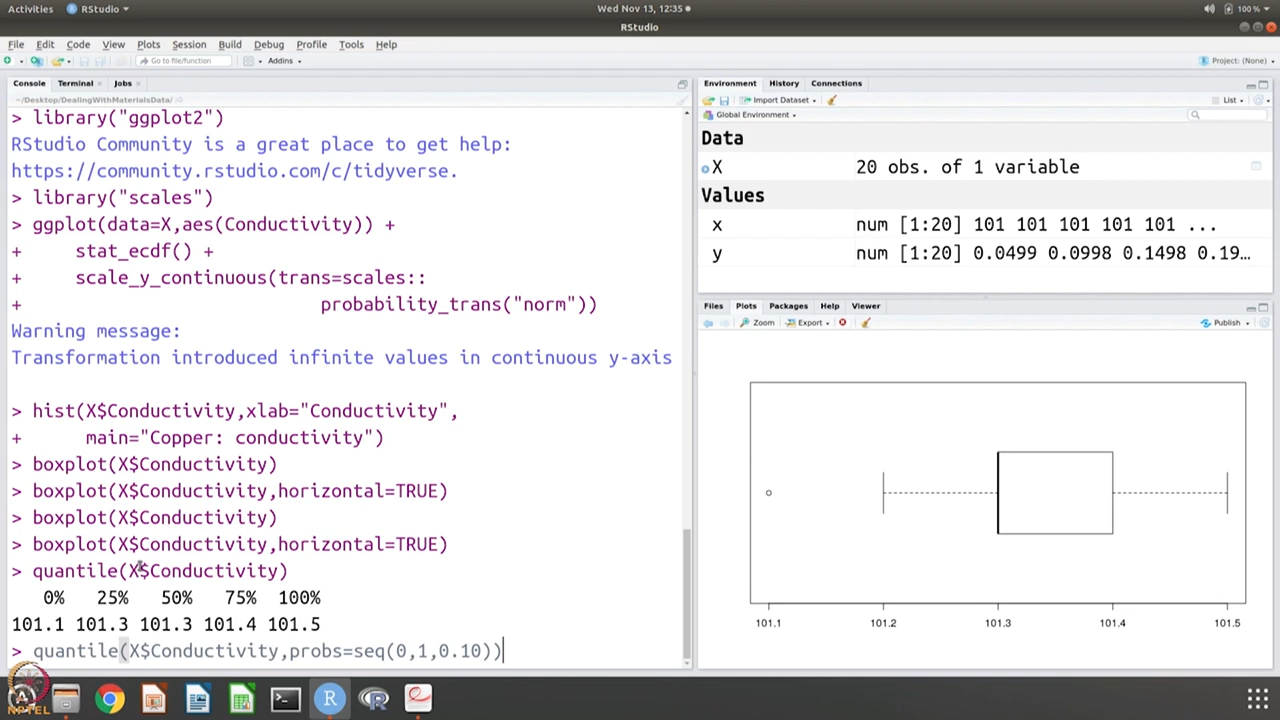 Activities RStudio Wed Nov 13, 12:35 100 %
RStudio
File Edit Code View Plots Session Build Debug Profile Tools Help
Go to file/function Addins Project: (None)
Console Terminal Jobs
~/Desktop/DealingWithMaterialsData/
> library("ggplot2")
RStudio Community is a great place to get help:
https://community.rstudio.com/c/tidyverse.
> library("scales")
> ggplot(data=X,aes(Conductivity)) +
+ stat_ecdf() +
+ scale_y_continuous(trans=scales::
+ probability_trans("norm"))
Warning message:
Transformation introduced infinite values in continuous y-axis
> hist(X$Conductivity,xlab="Conductivity",
+ main="Copper: conductivity")
> boxplot(X$Conductivity)
> boxplot(X$Conductivity,horizontal=TRUE)
> boxplot(X$Conductivity)
> boxplot(X$Conductivity,horizontal=TRUE)
> quantile(X$Conductivity)
0% 25% 50% 75% 100%
101.1 101.3 101.3 101.4 101.5
> quantile(X$Conductivity,probs=seq(0,1,0.10))
Environment History Connections
Import Dataset List
Global Environment
Data
X 20 obs. of 1 variable
Values
x num [1:20] 101 101 101 101 101 ...
y num [1:20] 0.0499 0.0998 0.1498 0.19...
Files Plots Packages Help Viewer
Zoom Export Publish
101.1 101.2 101.3 101.4 101.5
NPTEL